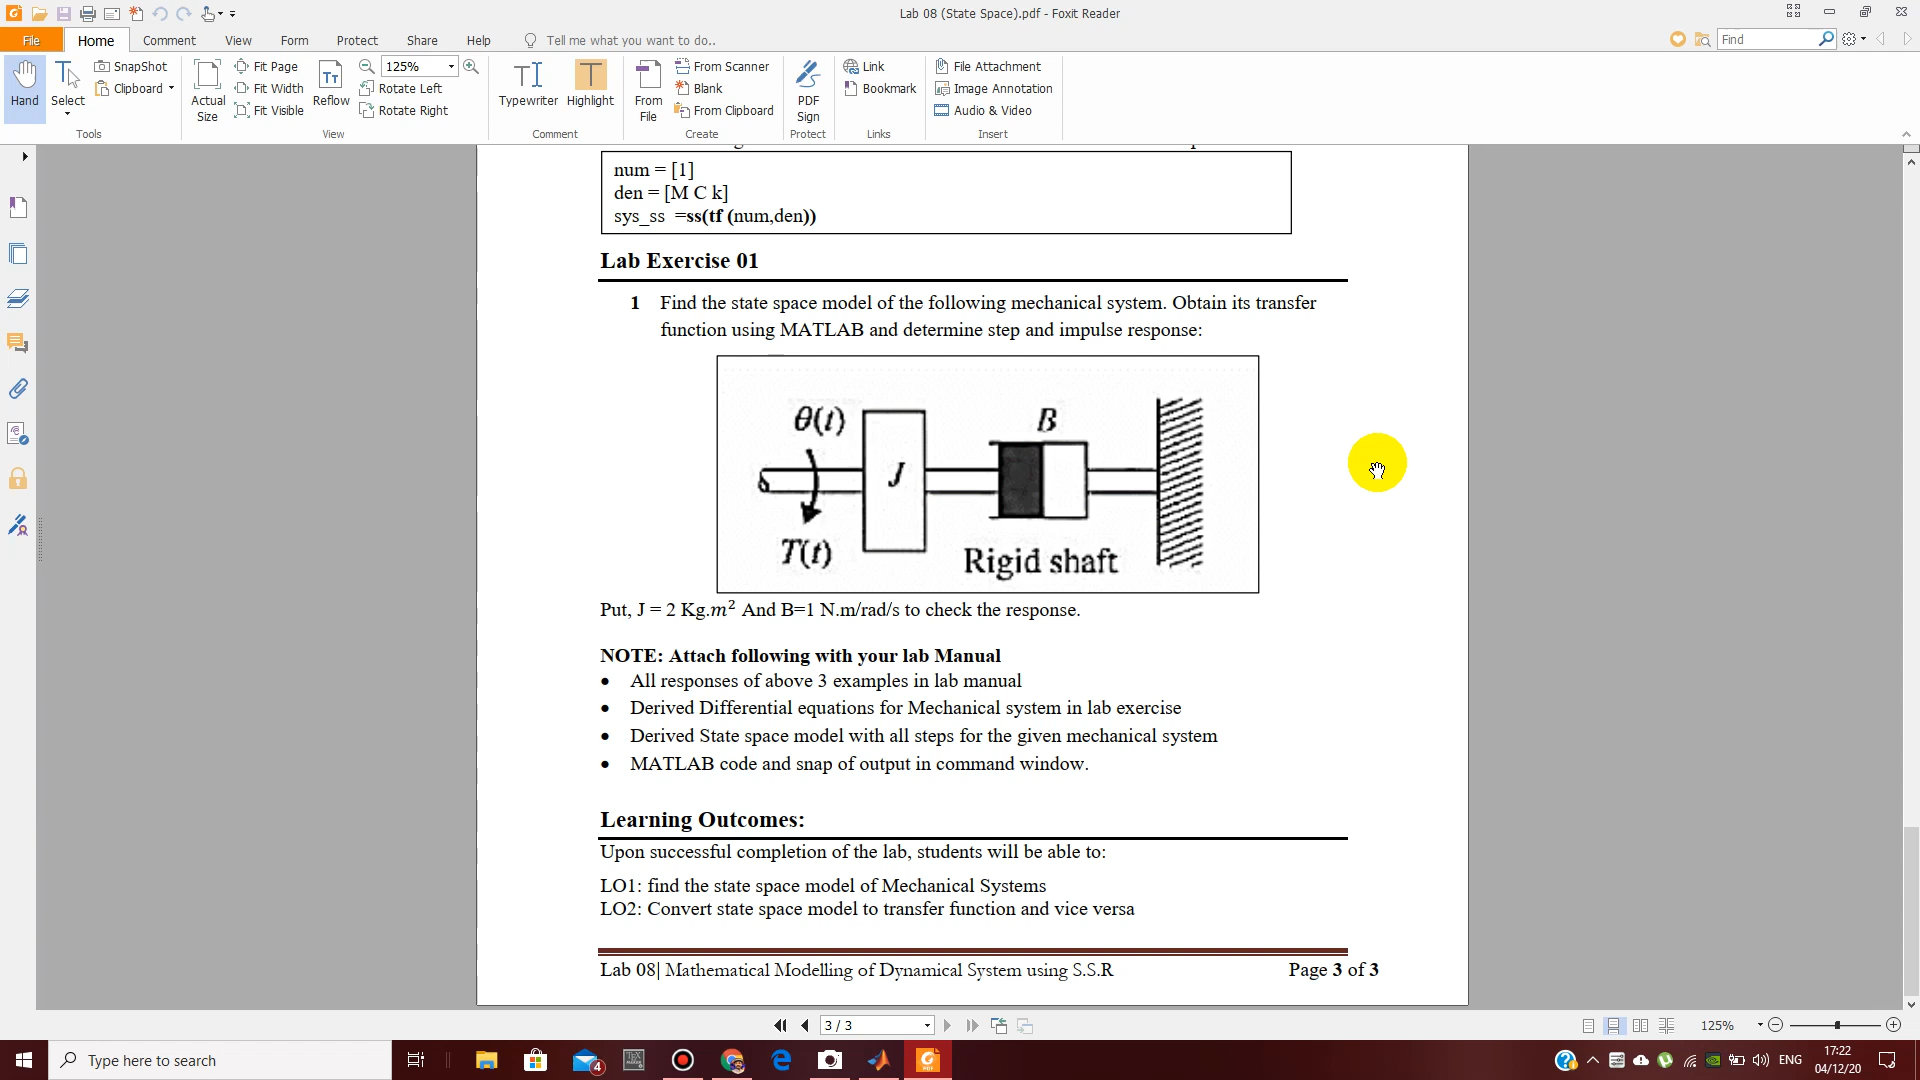 Lab 08 (State Space).pdf - Foxit Reader
File Home Comment View Form Protect Share Help Tell me what you want to do.. Find
Hand
Select
SnapShot
Clipboard
Tools
Actual Size
Fit Page
Fit Width
Fit Visible
Reflow
125%
Rotate Left
Rotate Right
View
Typewriter
Highlight
Comment
From File
From Scanner
Blank
From Clipboard
Create
PDF Sign
Protect
Link
Bookmark
Links
File Attachment
Image Annotation
Audio & Video
Insert
num = [1]
den = [M C k]
sys_ss =ss(tf (num,den))
Lab Exercise 01
1 Find the state space model of the following mechanical system. Obtain its transfer
function using MATLAB and determine step and impulse response:
θ(t)
B
J
T(t)
Rigid shaft
Put, J = 2 Kg.m² And B=1 N.m/rad/s to check the response.
NOTE: Attach following with your lab Manual
• All responses of above 3 examples in lab manual
• Derived Differential equations for Mechanical system in lab exercise
• Derived State space model with all steps for the given mechanical system
• MATLAB code and snap of output in command window.
Learning Outcomes:
Upon successful completion of the lab, students will be able to:
LO1: find the state space model of Mechanical Systems
LO2: Convert state space model to transfer function and vice versa
Lab 08| Mathematical Modelling of Dynamical System using S.S.R Page 3 of 3
3 / 3
125%
Type here to search
4
ENG
17:22
04/12/20